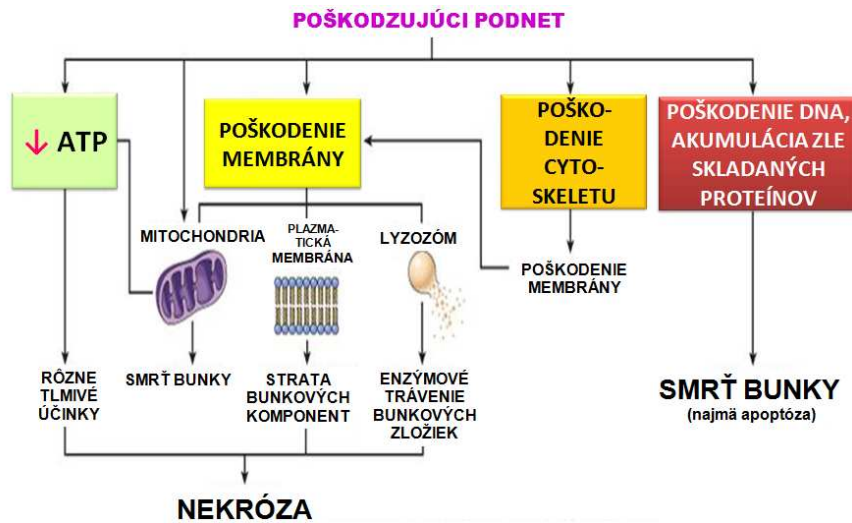 POŠKODZUJÚCI PODNET
↓ ATP
POŠKODENIE
MEMBRÁNY
POŠKO-
DENIE
CYTO-
SKELETU
POŠKODENIE DNA,
AKUMULÁCIA ZLE
SKLADANÝCH
PROTEÍNOV
MITOCHONDRIA
PLAZMA-
TICKÁ
MEMBRÁNA
LYZOZÓM
POŠKODENIE
MEMBRÁNY
RÔZNE
TLMIVÉ
ÚČINKY
SMRŤ BUNKY
STRATA
BUNKOVÝCH
KOMPONENT
ENZÝMOVÉ
TRÁVENIE
BUNKOVÝCH
ZLOŽIEK
SMRŤ BUNKY
(najmä apoptóza)
NEKRÓZA